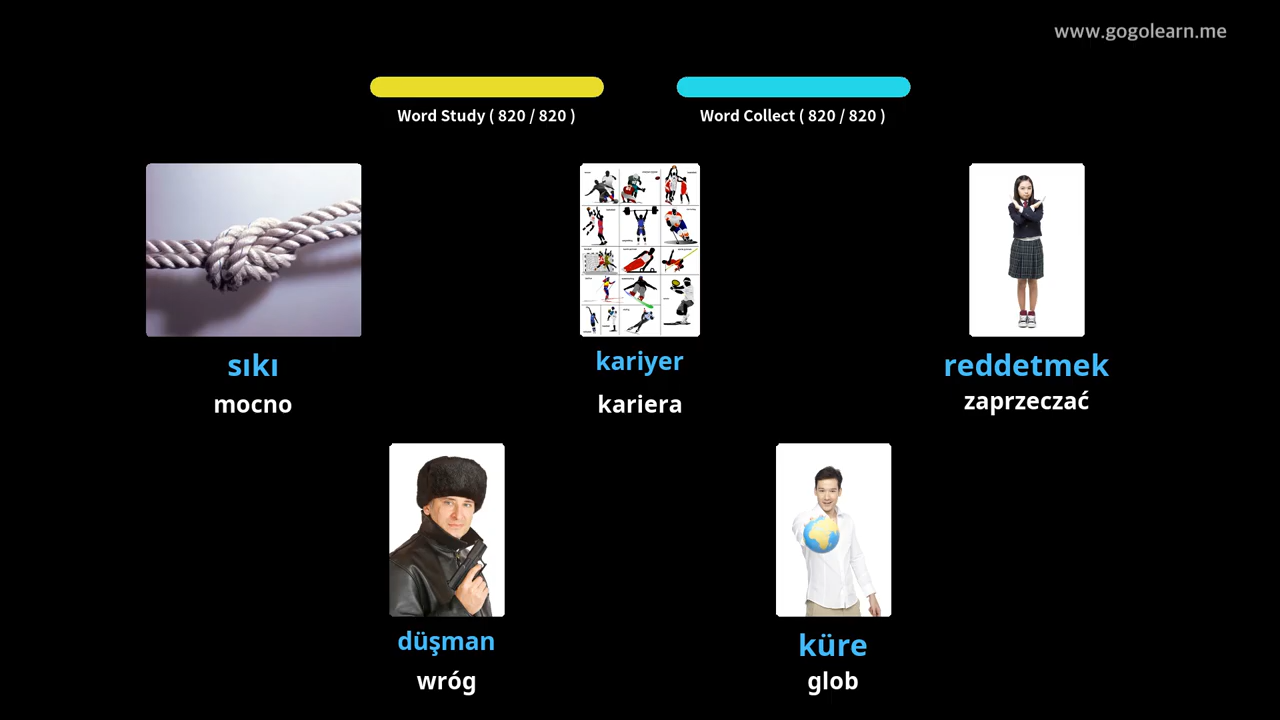 www.gogolearn.me
Word Study ( 820 / 820 )
Word Collect ( 820 / 820 )
sıkı
mocno
kariyer
kariera
reddetmek
zaprzeczać
düşman
wróg
küre
glob